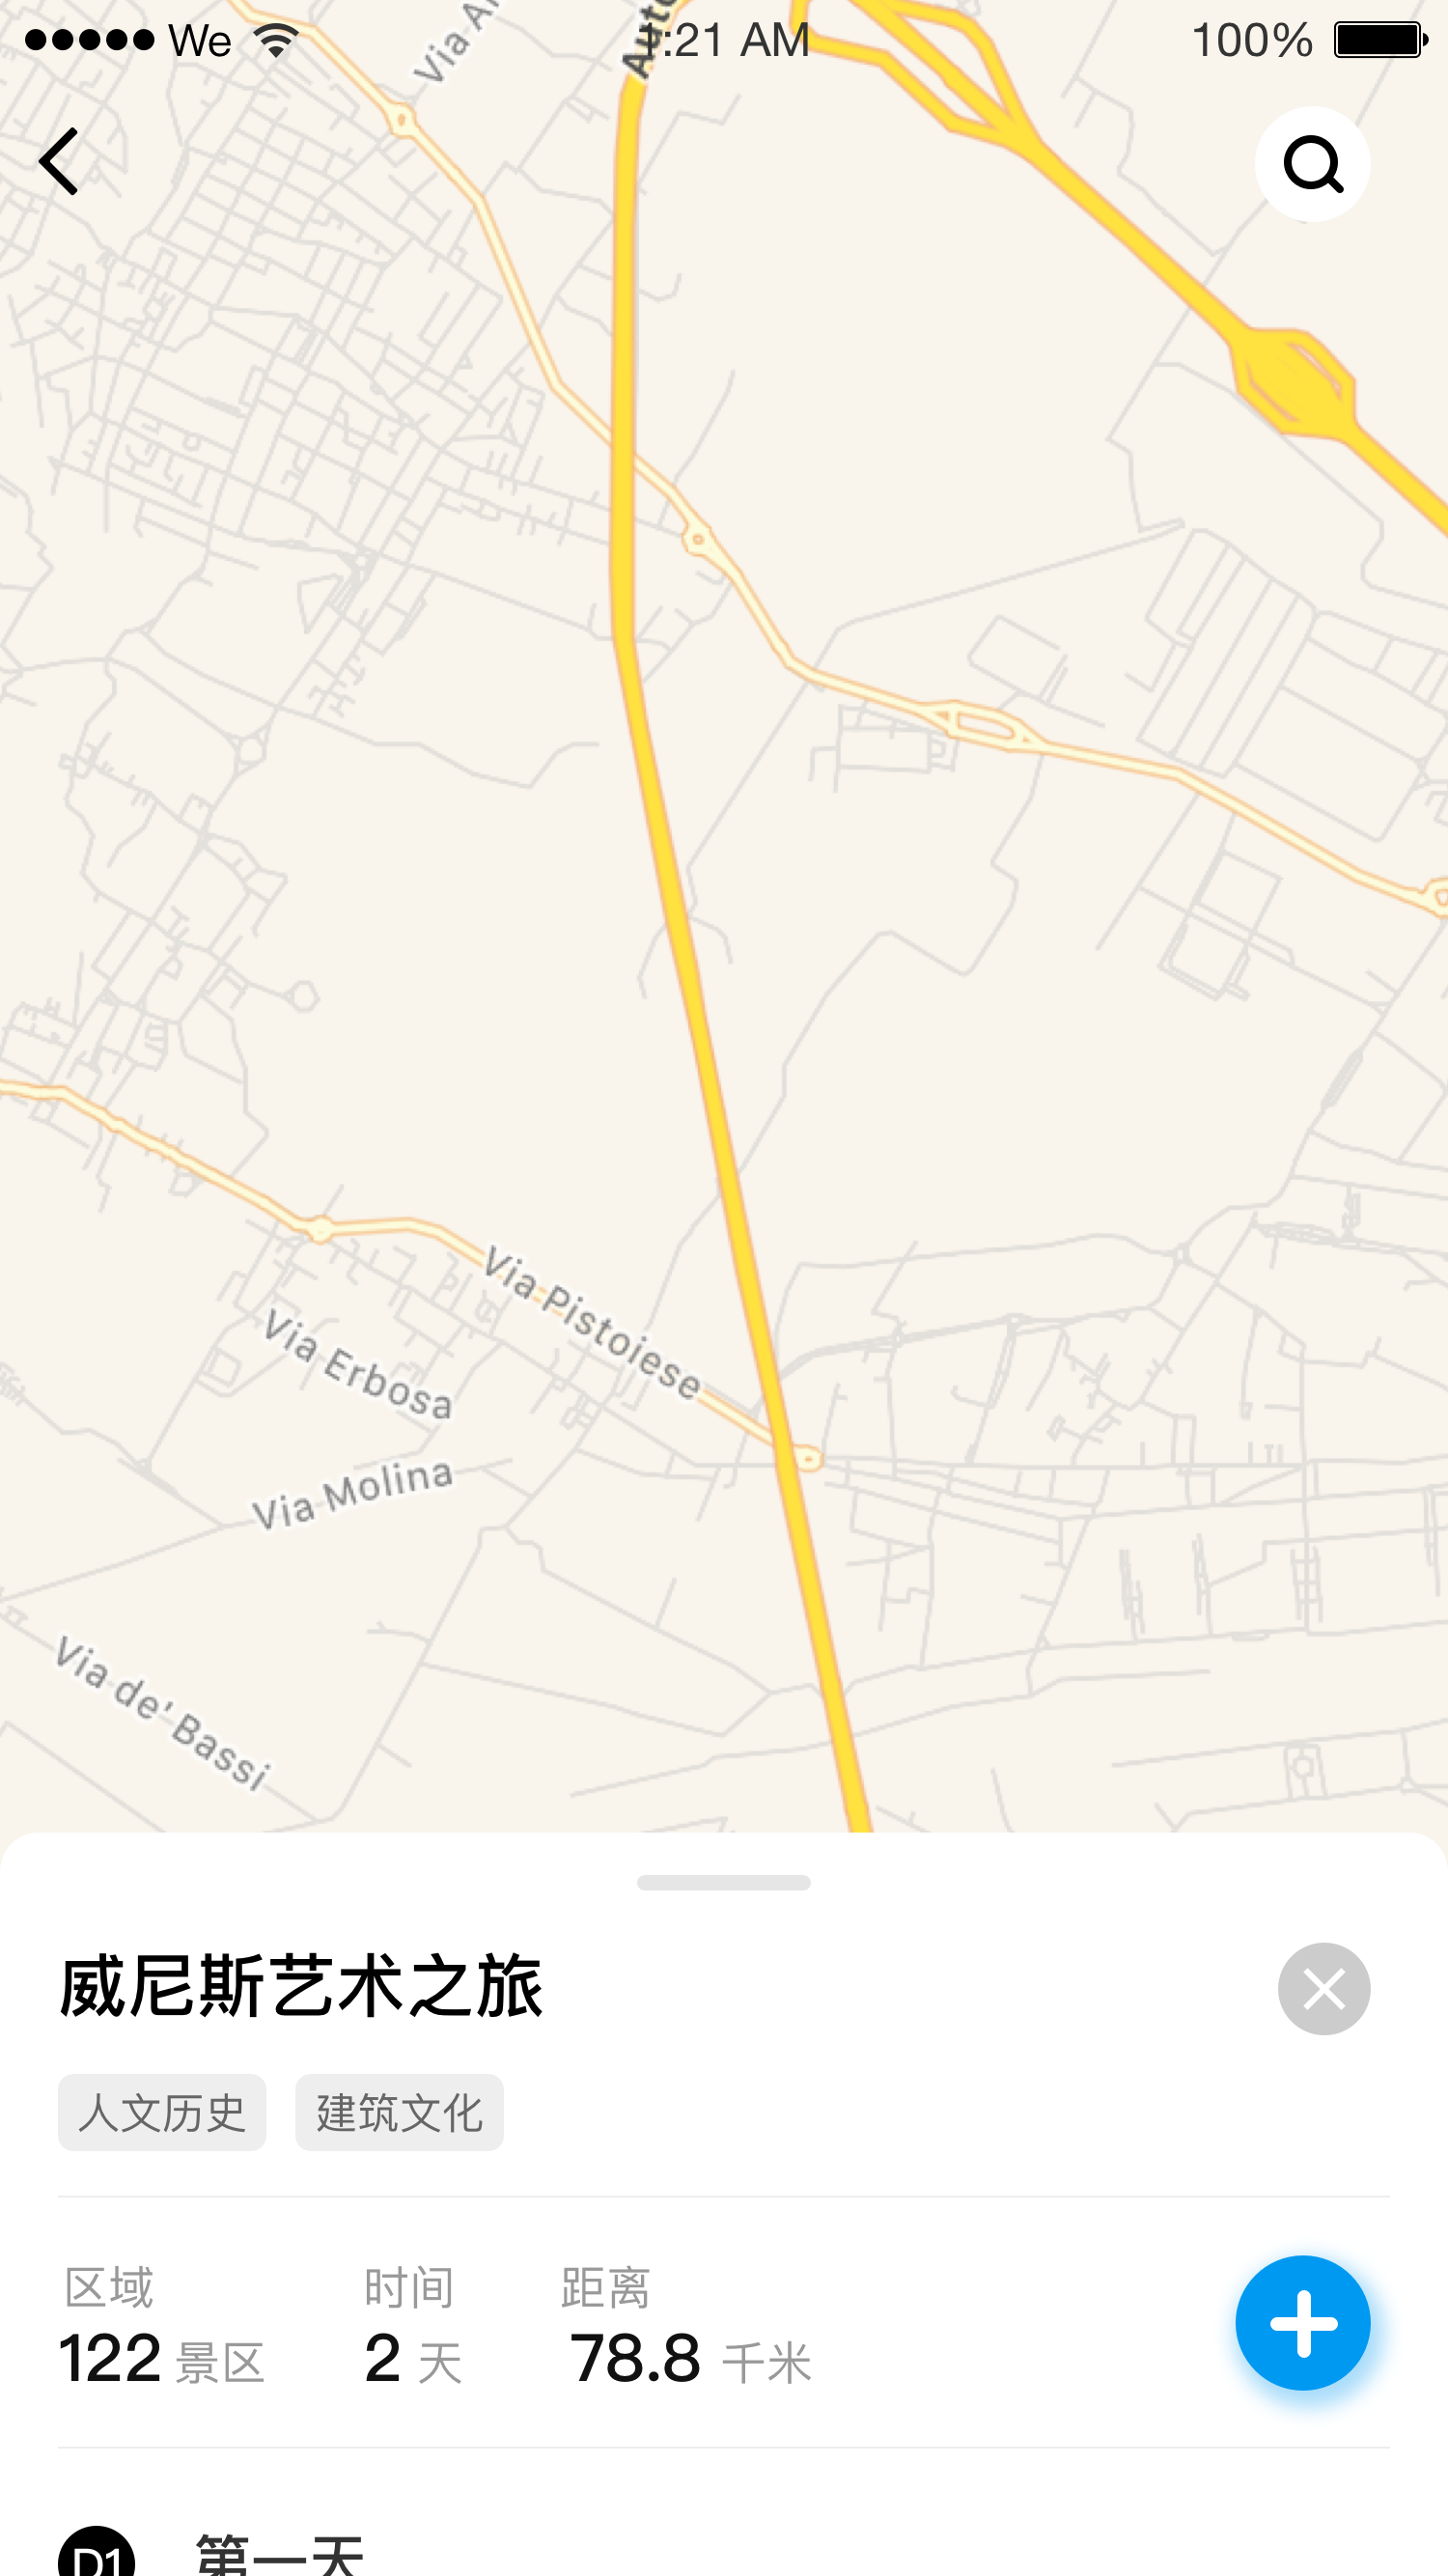 We
:21 AM
100%
Via Pistoiese
Via Erbosa
Via Molina
Via de' Bassi
威尼斯艺术之旅
人文历史 建筑文化
区域 时间 距离
122 景区 2 天 78.8 千米
D1 第一天